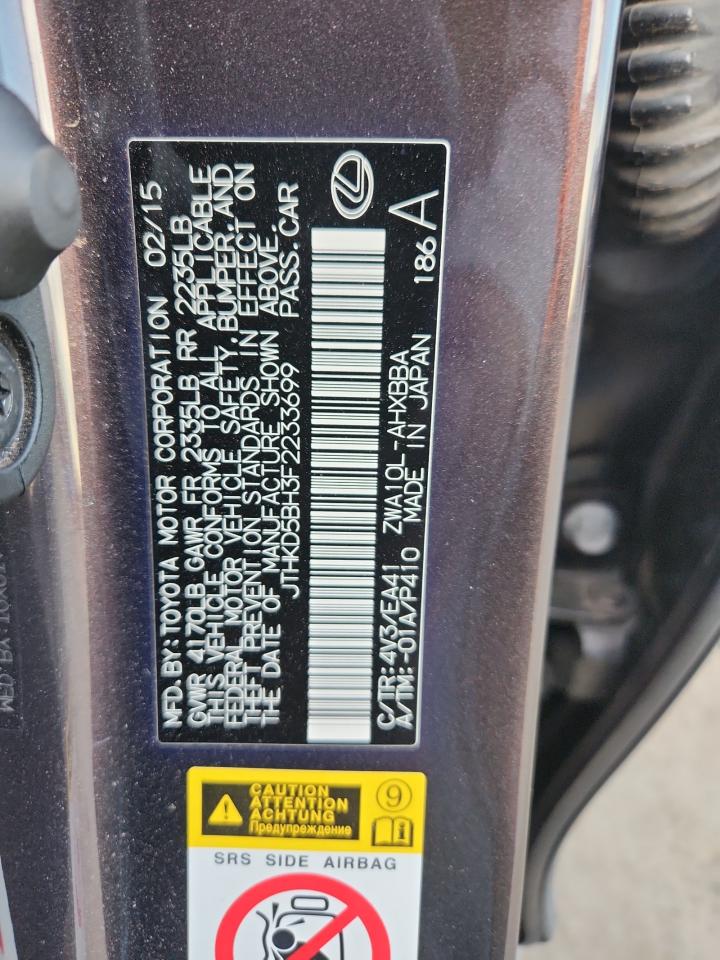 MFD.BY:TOYOTA MOTOR CORPORATION 02/15
GVWR 4170LB GAWR FR 2335LB RR 2235LB
THIS VEHICLE CONFORMS TO ALL APPLICABLE
FEDERAL MOTOR VEHICLE SAFETY,BUMPER,AND
THEFT PREVENTION STANDARDS IN EFFECT ON
THE DATE OF MANUFACTURE SHOWN ABOVE.
JTHKD5BH3F2233699 PASS.CAR
C/TR:4V3/EA41 ZWA10L-AHXBBA 186A
A/TM:-01A/P410 MADE IN JAPAN
CAUTION
ATTENTION
ACHTUNG
Предупреждение
9
SRS SIDE AIRBAG